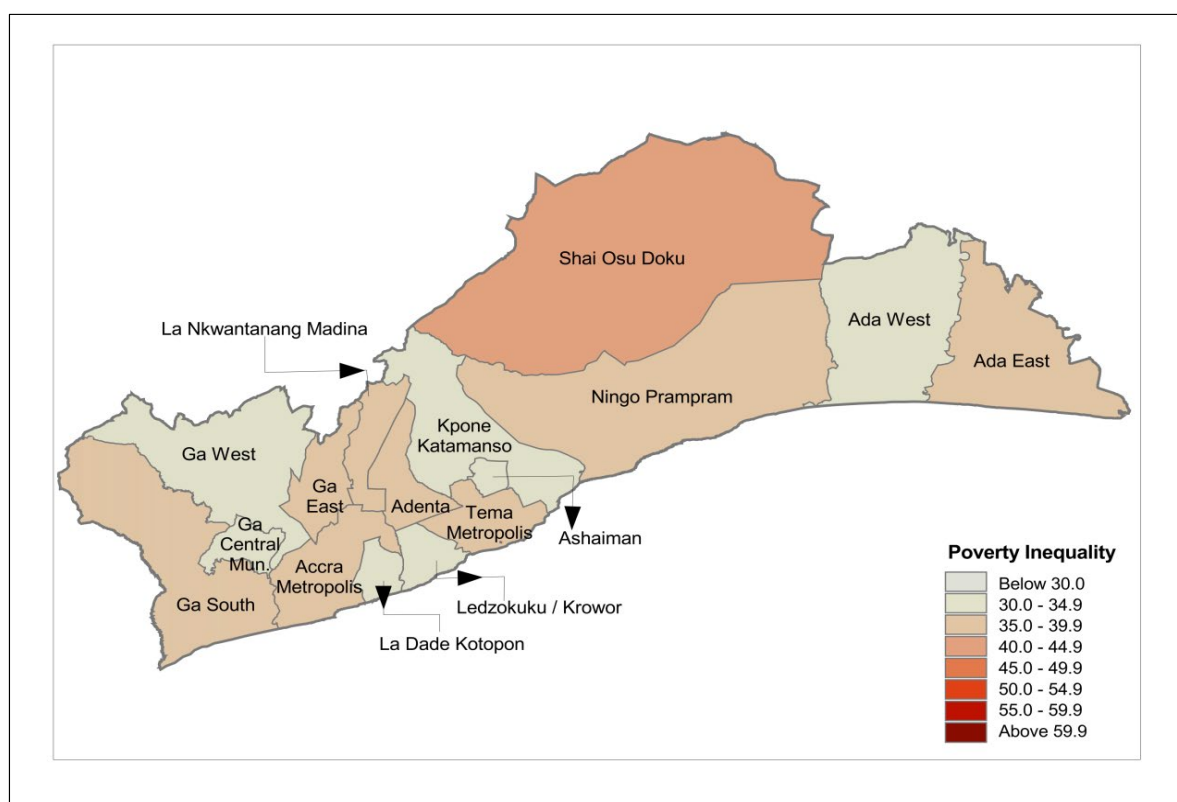 Shai Osu Doku
La Nkwantanang Madina
Ada West
Ada East
Ningo Prampram
Kpone
Katamanso
Ga West
Ga
East
Adenta
Tema
Metropolis
Ashaiman
Ga
Central
Mun.
Accra
Metropolis
Ga South
Ledzokuku / Krowor
La Dade Kotopon
Poverty Inequality
Below 30.0
30.0 - 34.9
35.0 - 39.9
40.0 - 44.9
45.0 - 49.9
50.0 - 54.9
55.0 - 59.9
Above 59.9